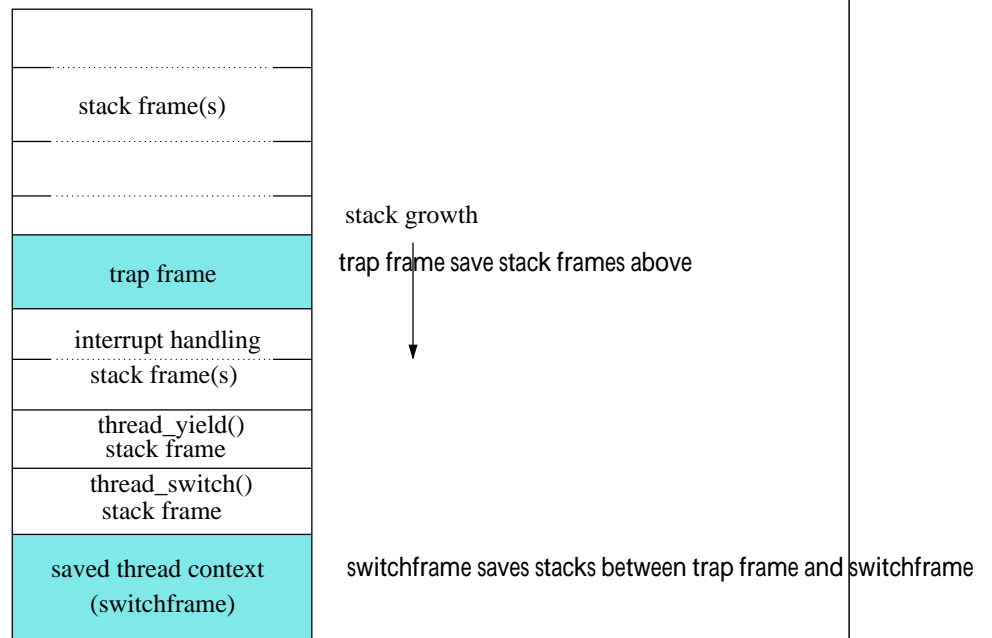 stack frame(s)
stack growth
trap frame
trap frame save stack frames above
interrupt handling
stack frame(s)
thread_yield()
stack frame
thread_switch()
stack frame
saved thread context
(switchframe)
switchframe saves stacks between trap frame and switchframe